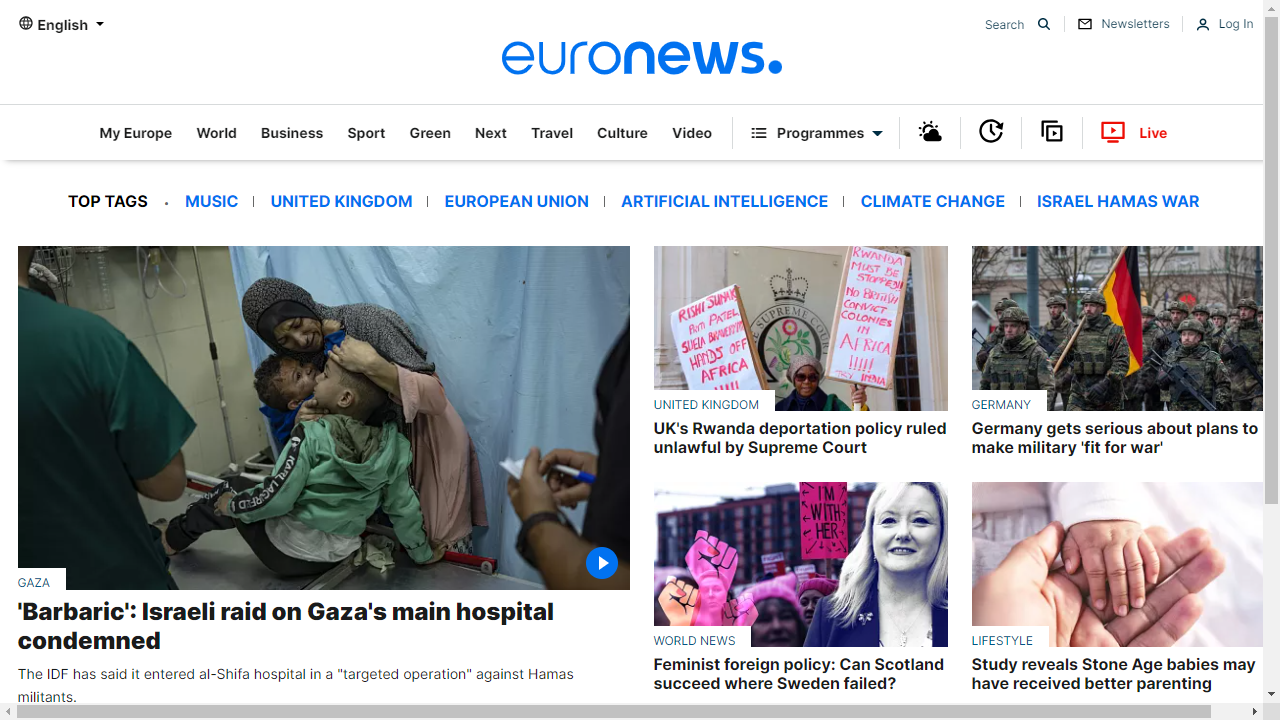 English
Search
Newsletters
Log In
euronews.
My Europe
World
Business
Sport
Green
Next
Travel
Culture
Video
Programmes
Live
TOP TAGS
MUSIC
UNITED KINGDOM
EUROPEAN UNION
ARTIFICIAL INTELLIGENCE
CLIMATE CHANGE
ISRAEL HAMAS WAR
KARL LAGERFELD
GAZA
'Barbaric': Israeli raid on Gaza's main hospital
condemned
The IDF has said it entered al-Shifa hospital in a "targeted operation" against Hamas
militants.
RISHI SUNAK
PRITI PATEL
SUELA BRAVERMAN
HANDS OFF
AFRICA
!!!!
RWANDA
MUST BE
STOPPED!
NO BRITISH
CONVICT
COLONIES
IN
AFRICA
!!!!!
UNITED KINGDOM
UK's Rwanda deportation policy ruled
unlawful by Supreme Court
GERMANY
Germany gets serious about plans to
make military 'fit for war'
I'M
WITH
HER
WORLD NEWS
Feminist foreign policy: Can Scotland
succeed where Sweden failed?
LIFESTYLE
Study reveals Stone Age babies may
have received better parenting